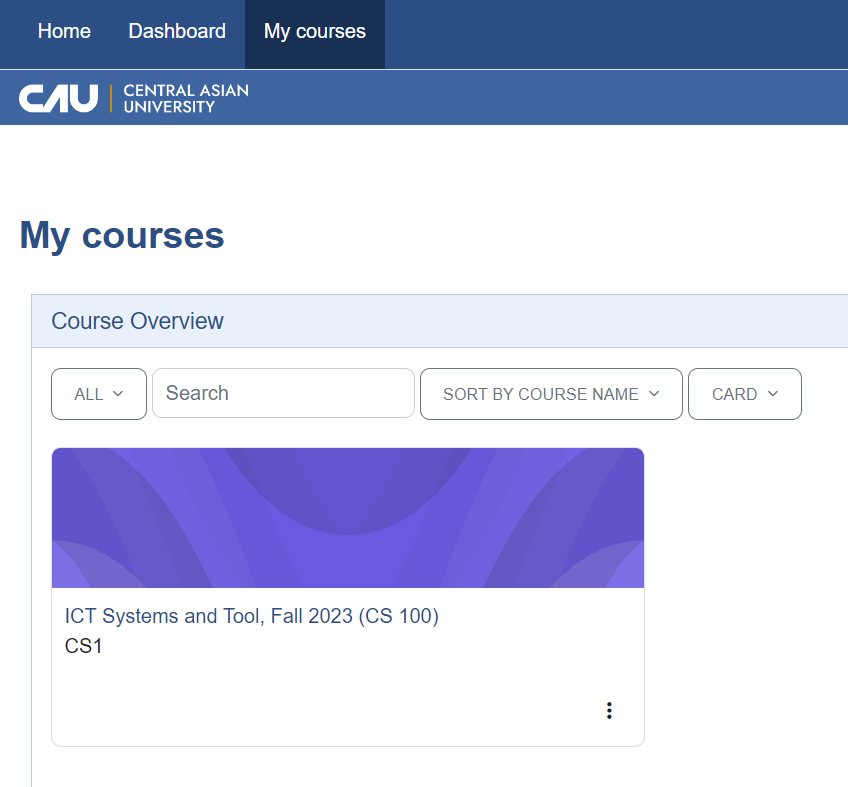 Home Dashboard My courses
CAU CENTRAL ASIAN
UNIVERSITY
My courses
Course Overview
ALL Search SORT BY COURSE NAME CARD
ICT Systems and Tool, Fall 2023 (CS 100)
CS1